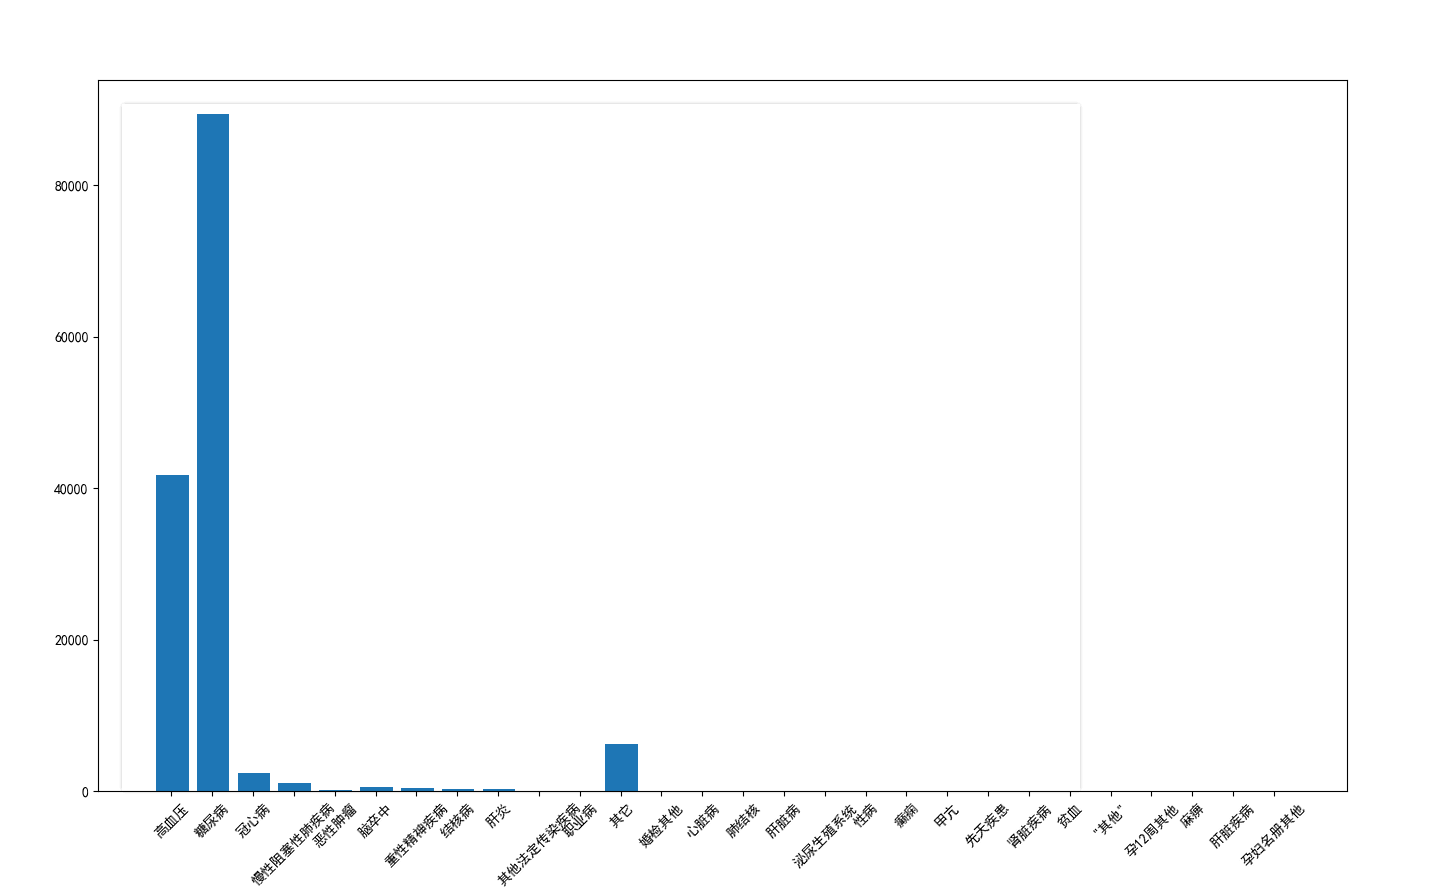 80000
60000
40000
20000
0
高血压
糖尿病
冠心病
慢性阻塞性肺疾病
恶性肿瘤
脑卒中
重性精神疾病
结核病
肝炎
其他法定传染疾病
职业病
其它
婚检其他
心脏病
肺结核
肝脏病
泌尿生殖系统
性病
癫痫
甲亢
先天疾患
肾脏疾病
贫血
"其他"
孕12周其他
麻痹
肝脏疾病
孕妇名册其他